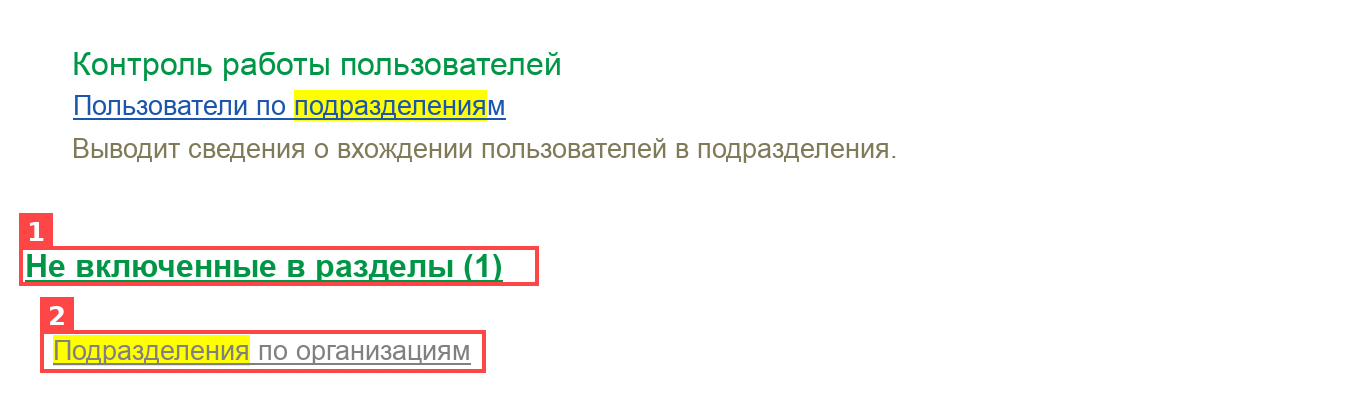 Контроль работы пользователей
Пользователи по подразделениям
Выводит сведения о вхождении пользователей в подразделения.
1
Не включенные в разделы (1)
2
Подразделения по организациям